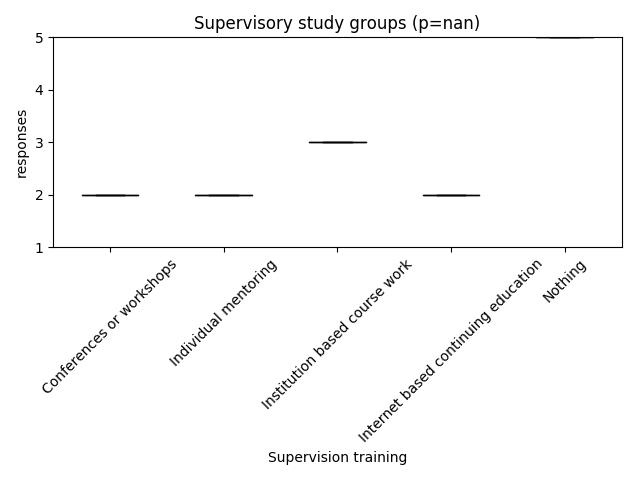 Supervisory study groups (p=nan)
5
4
3
2
1
responses
Conferences or workshops
Individual mentoring
Institution based course work
Internet based continuing education
Nothing
Supervision training